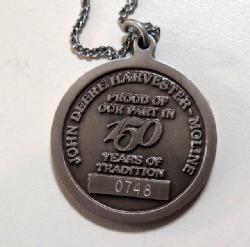 JOHN DEERE HARVESTER-MOLINE
PROUD OF
OUR PART IN
150
YEARS OF
TRADITION
0748